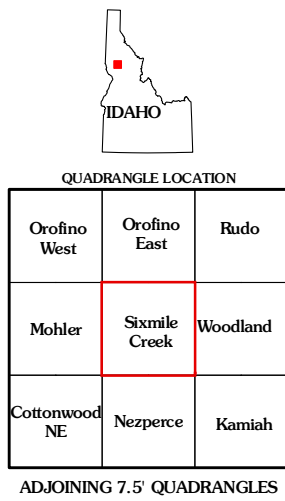 IDAHO
QUADRANGLE LOCATION
Orofino
West
Orofino
East
Rudo
Mohler
Sixmile
Creek
Woodland
Cottonwood
NE
Nezperce
Kamiah
ADJOINING 7.5' QUADRANGLES